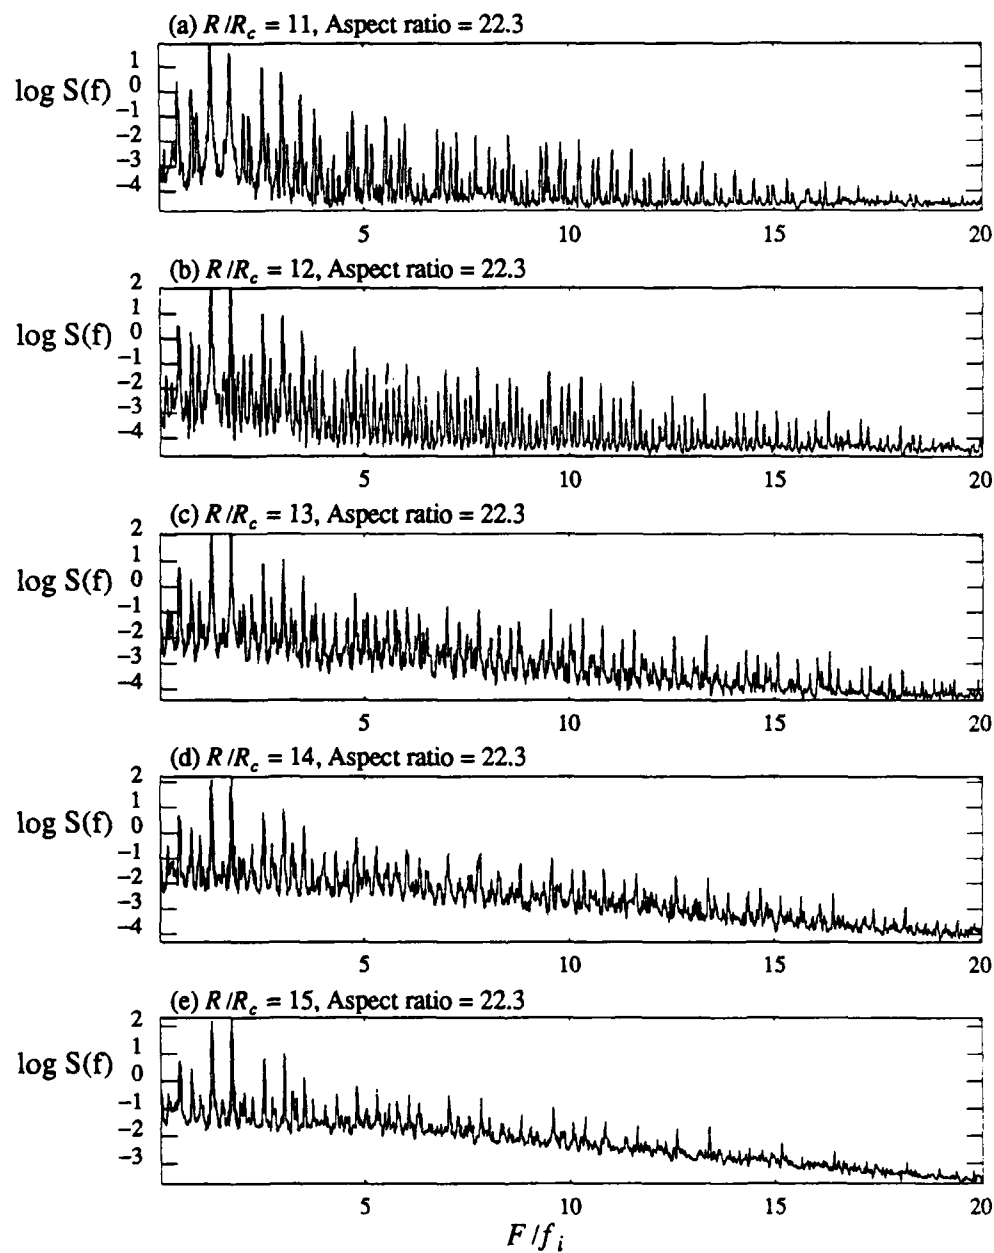 (a) R/R_c = 11, Aspect ratio = 22.3
log S(f)
1
0
−1
−2
−3
−4
5 10 15 20
(b) R/R_c = 12, Aspect ratio = 22.3
2
log S(f)
1
0
−1
−2
−3
−4
5 10 15 20
(c) R/R_c = 13, Aspect ratio = 22.3
2
log S(f)
1
0
−1
−2
−3
−4
5 10 15 20
(d) R/R_c = 14, Aspect ratio = 22.3
2
log S(f)
1
0
−1
−2
−3
−4
5 10 15 20
(e) R/R_c = 15, Aspect ratio = 22.3
2
log S(f)
1
0
−1
−2
−3
5 10 15 20
F/f_i